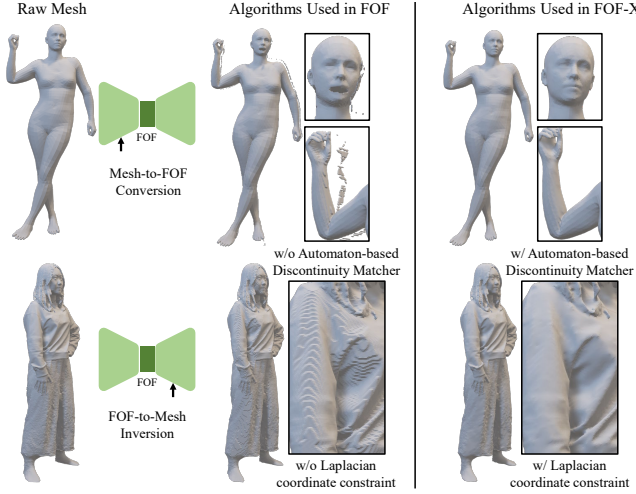 Raw Mesh
Algorithms Used in FOF
Algorithms Used in FOF-X
FOF
Mesh-to-FOF
Conversion
w/o Automaton-based
Discontinuity Matcher
w/ Automaton-based
Discontinuity Matcher
FOF
FOF-to-Mesh
Inversion
w/o Laplacian
coordinate constraint
w/ Laplacian
coordinate constraint